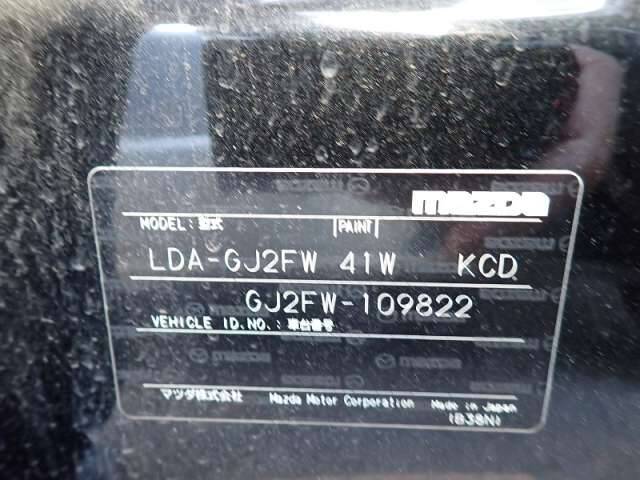 mazda
MODEL : 型式 PAINT
LDA-GJ2FW 41W KCD
GJ2FW-109822
VEHICLE ID.NO. : 車台番号
マツダ株式会社 Mazda Motor Corporation Made in Japan
(B38N)